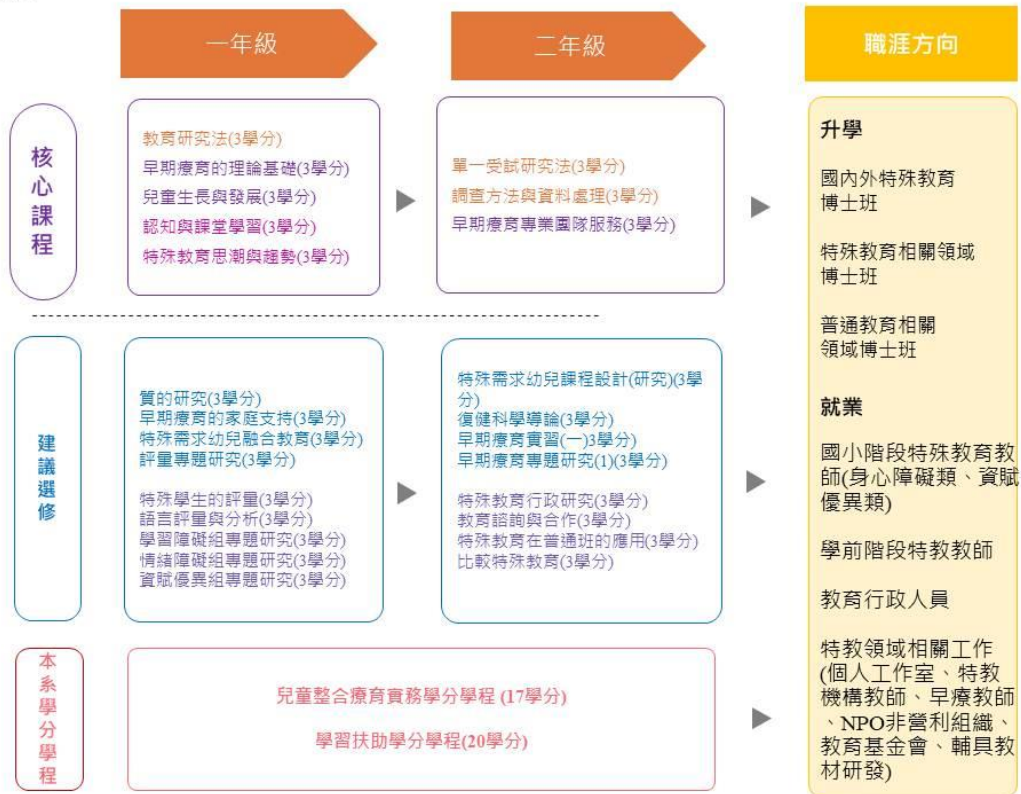 一年級
二年級
職涯方向
核心課程
教育研究法(3學分)
早期療育的理論基礎(3學分)
兒童生長與發展(3學分)
認知與課堂學習(3學分)
特殊教育思潮與趨勢(3學分)
單一受試研究法(3學分)
調查方法與資料處理(3學分)
早期療育專業團隊服務(3學分)
建議選修
質的研究(3學分)
早期療育的家庭支持(3學分)
特殊需求幼兒融合教育(3學分)
評量專題研究(3學分)
特殊學生的評量(3學分)
語言評量與分析(3學分)
學習障礙組專題研究(3學分)
情緒障礙組專題研究(3學分)
資賦優異組專題研究(3學分)
特殊需求幼兒課程設計(研究)(3學
分)
復健科學導論(3學分)
早期療育實習(一)3學分)
早期療育專題研究(1)(3學分)
特殊教育行政研究(3學分)
教育諮詢與合作(3學分)
特殊教育在普通班的應用(3學分)
比較特殊教育(3學分)
本系學分學程
兒童整合療育實務學分學程 (17學分)
學習扶助學分學程(20學分)
升學
國內外特殊教育
博士班
特殊教育相關領域
博士班
普通教育相關
領域博士班
就業
國小階段特殊教育教
師(身心障礙類、資賦
優異類)
學前階段特教教師
教育行政人員
特教領域相關工作
(個人工作室、特教
機構教師、早療教師
、NPO非營利組織、
教育基金會、輔具教
材研發)